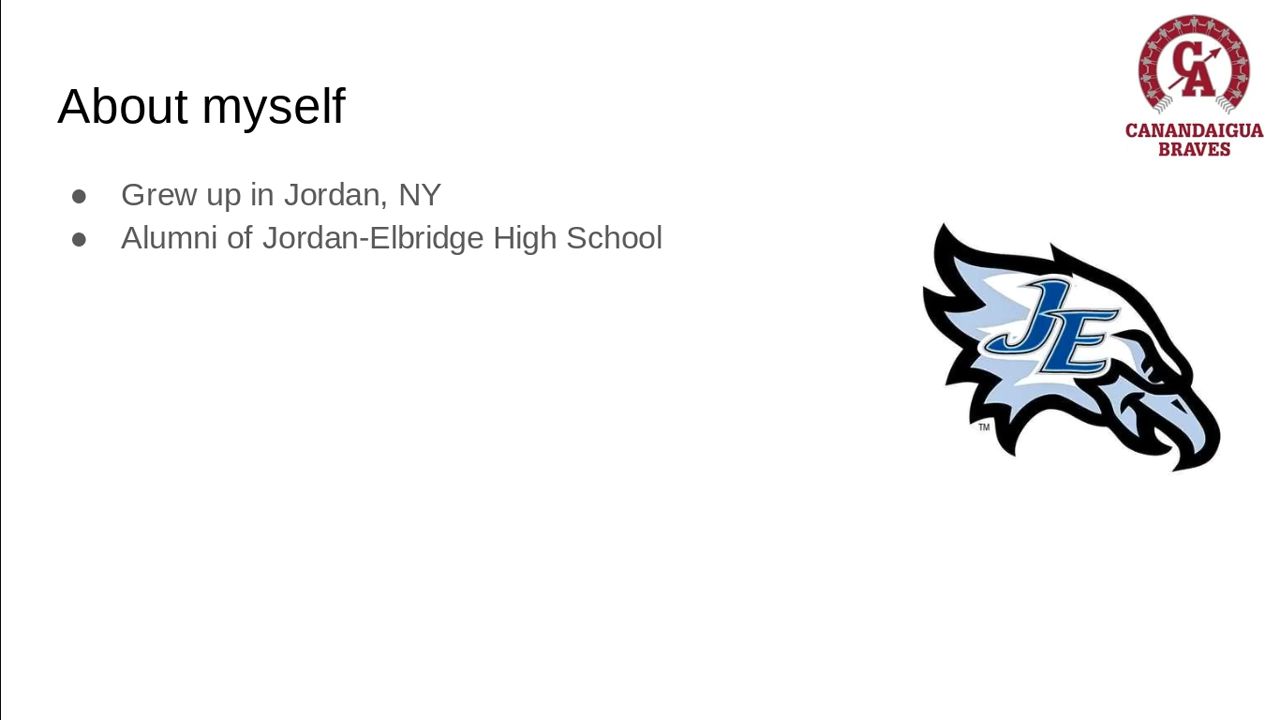 CA
CANANDAIGUA
BRAVES
About myself
● Grew up in Jordan, NY
● Alumni of Jordan-Elbridge High School
JE
TM